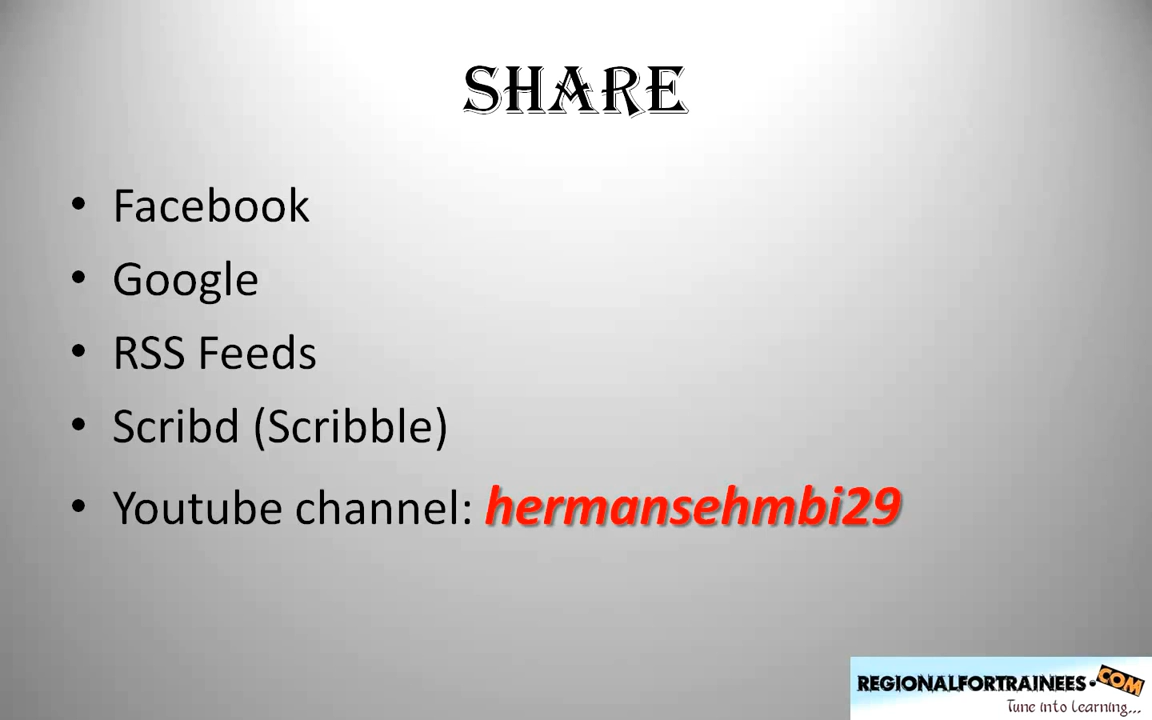 SHARE
• Facebook
• Google
• RSS Feeds
• Scribd (Scribble)
• Youtube channel: hermansehmbi29
REGIONALFORTRAINEES.COM
Tune into Learning...